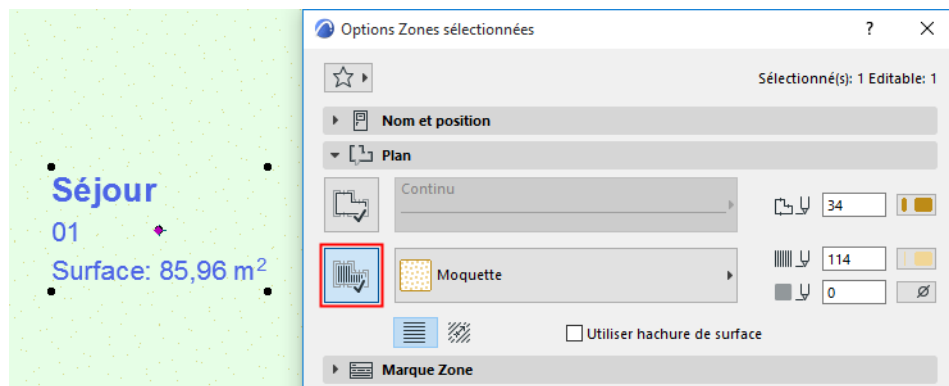 Séjour
01
Surface: 85,96 m²
Options Zones sélectionnées
?
Sélectionné(s): 1 Editable: 1
Nom et position
Plan
Continu
34
Moquette
114
0
Utiliser hachure de surface
Marque Zone